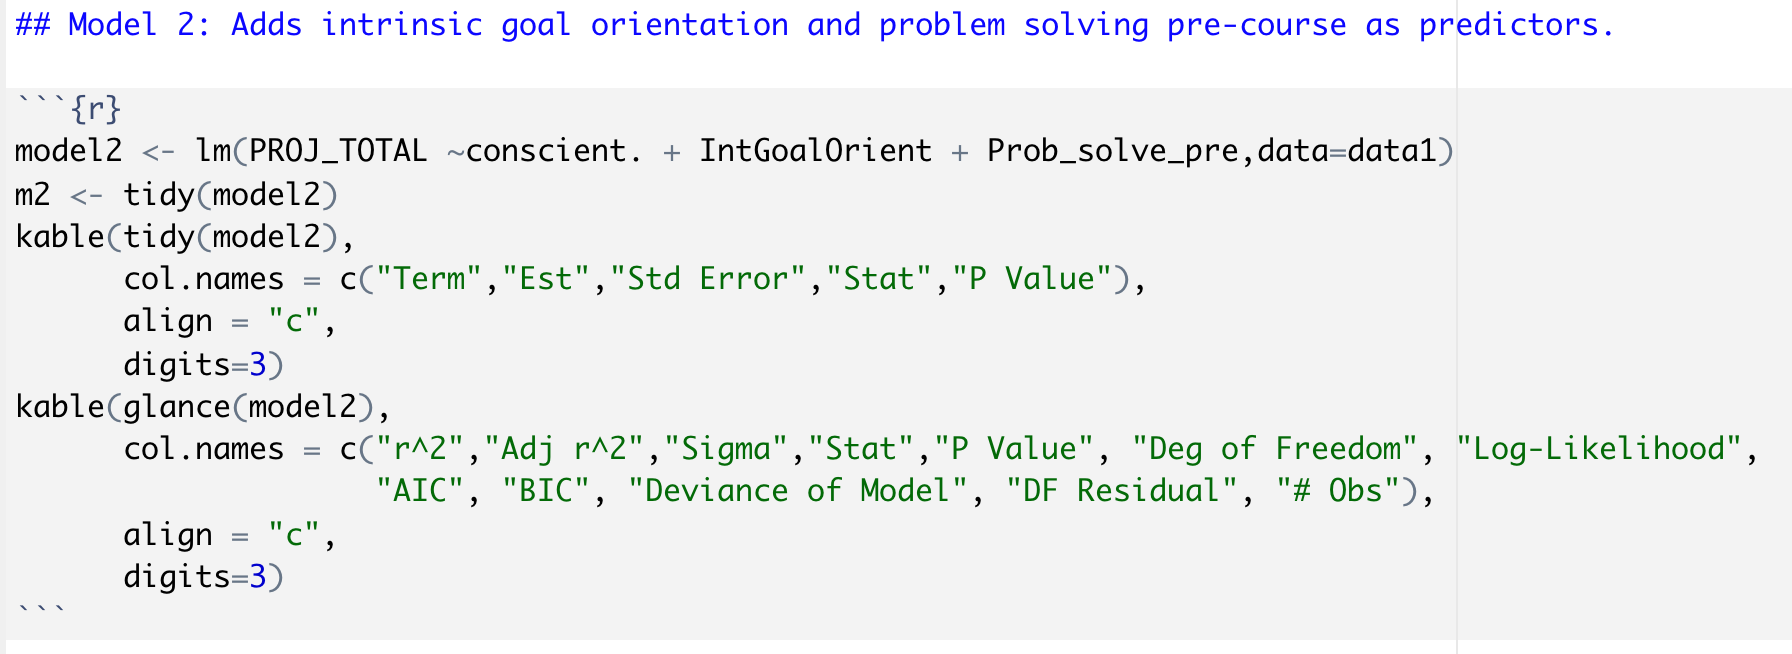 ## Model 2: Adds intrinsic goal orientation and problem solving pre-course as predictors.
```{r}
model2 <- lm(PROJ_TOTAL ~conscient. + IntGoalOrient + Prob_solve_pre,data=data1)
m2 <- tidy(model2)
kable(tidy(model2),
      col.names = c("Term","Est","Std Error","Stat","P Value"),
      align = "c",
      digits=3)
kable(glance(model2),
      col.names = c("r^2","Adj r^2","Sigma","Stat","P Value", "Deg of Freedom", "Log-Likelihood",
                    "AIC", "BIC", "Deviance of Model", "DF Residual", "# Obs"),
      align = "c",
      digits=3)
```